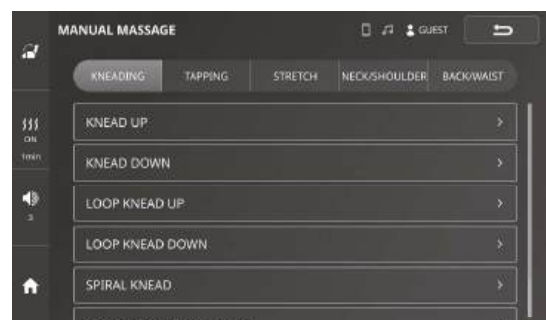 MANUAL MASSAGE
GUEST
KNEADING TAPPING STRETCH NECK/SHOULDER BACK/WAIST
KNEAD UP
ON
1min
KNEAD DOWN
LOOP KNEAD UP
3
LOOP KNEAD DOWN
SPIRAL KNEAD